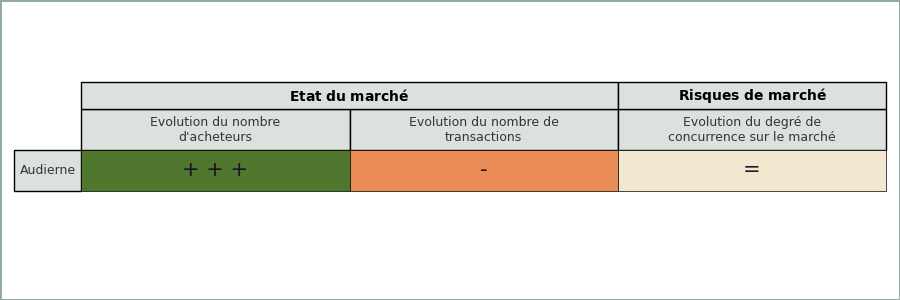 Etat du marché
Risques de marché
Evolution du nombre
d'acheteurs
Evolution du nombre de
transactions
Evolution du degré de
concurrence sur le marché
Audierne
+ + +
-
=